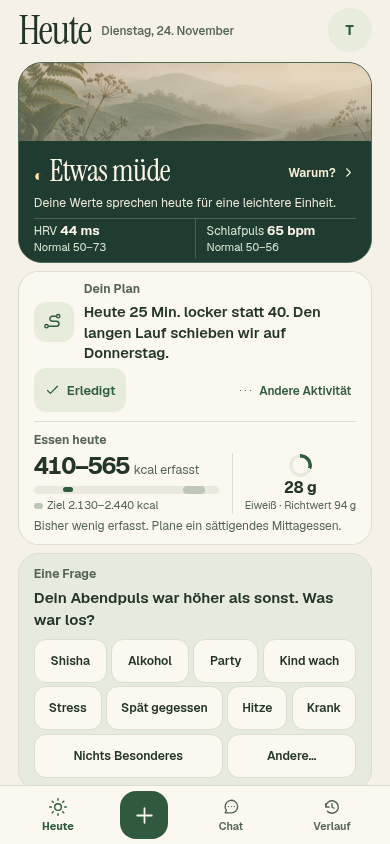 Heute Dienstag, 24. November T
Etwas müde Warum?
Deine Werte sprechen heute für eine leichtere Einheit.
HRV 44 ms
Normal 50–73
Schlafpuls 65 bpm
Normal 50–56
Dein Plan
Heute 25 Min. locker statt 40. Den
langen Lauf schieben wir auf
Donnerstag.
Erledigt
··· Andere Aktivität
Essen heute
410–565 kcal erfasst
Ziel 2.130–2.440 kcal
28 g
Eiweiß · Richtwert 94 g
Bisher wenig erfasst. Plane ein sättigendes Mittagessen.
Eine Frage
Dein Abendpuls war höher als sonst. Was
war los?
Shisha Alkohol Party Kind wach
Stress Spät gegessen Hitze Krank
Nichts Besonderes Andere…
Heute Chat Verlauf